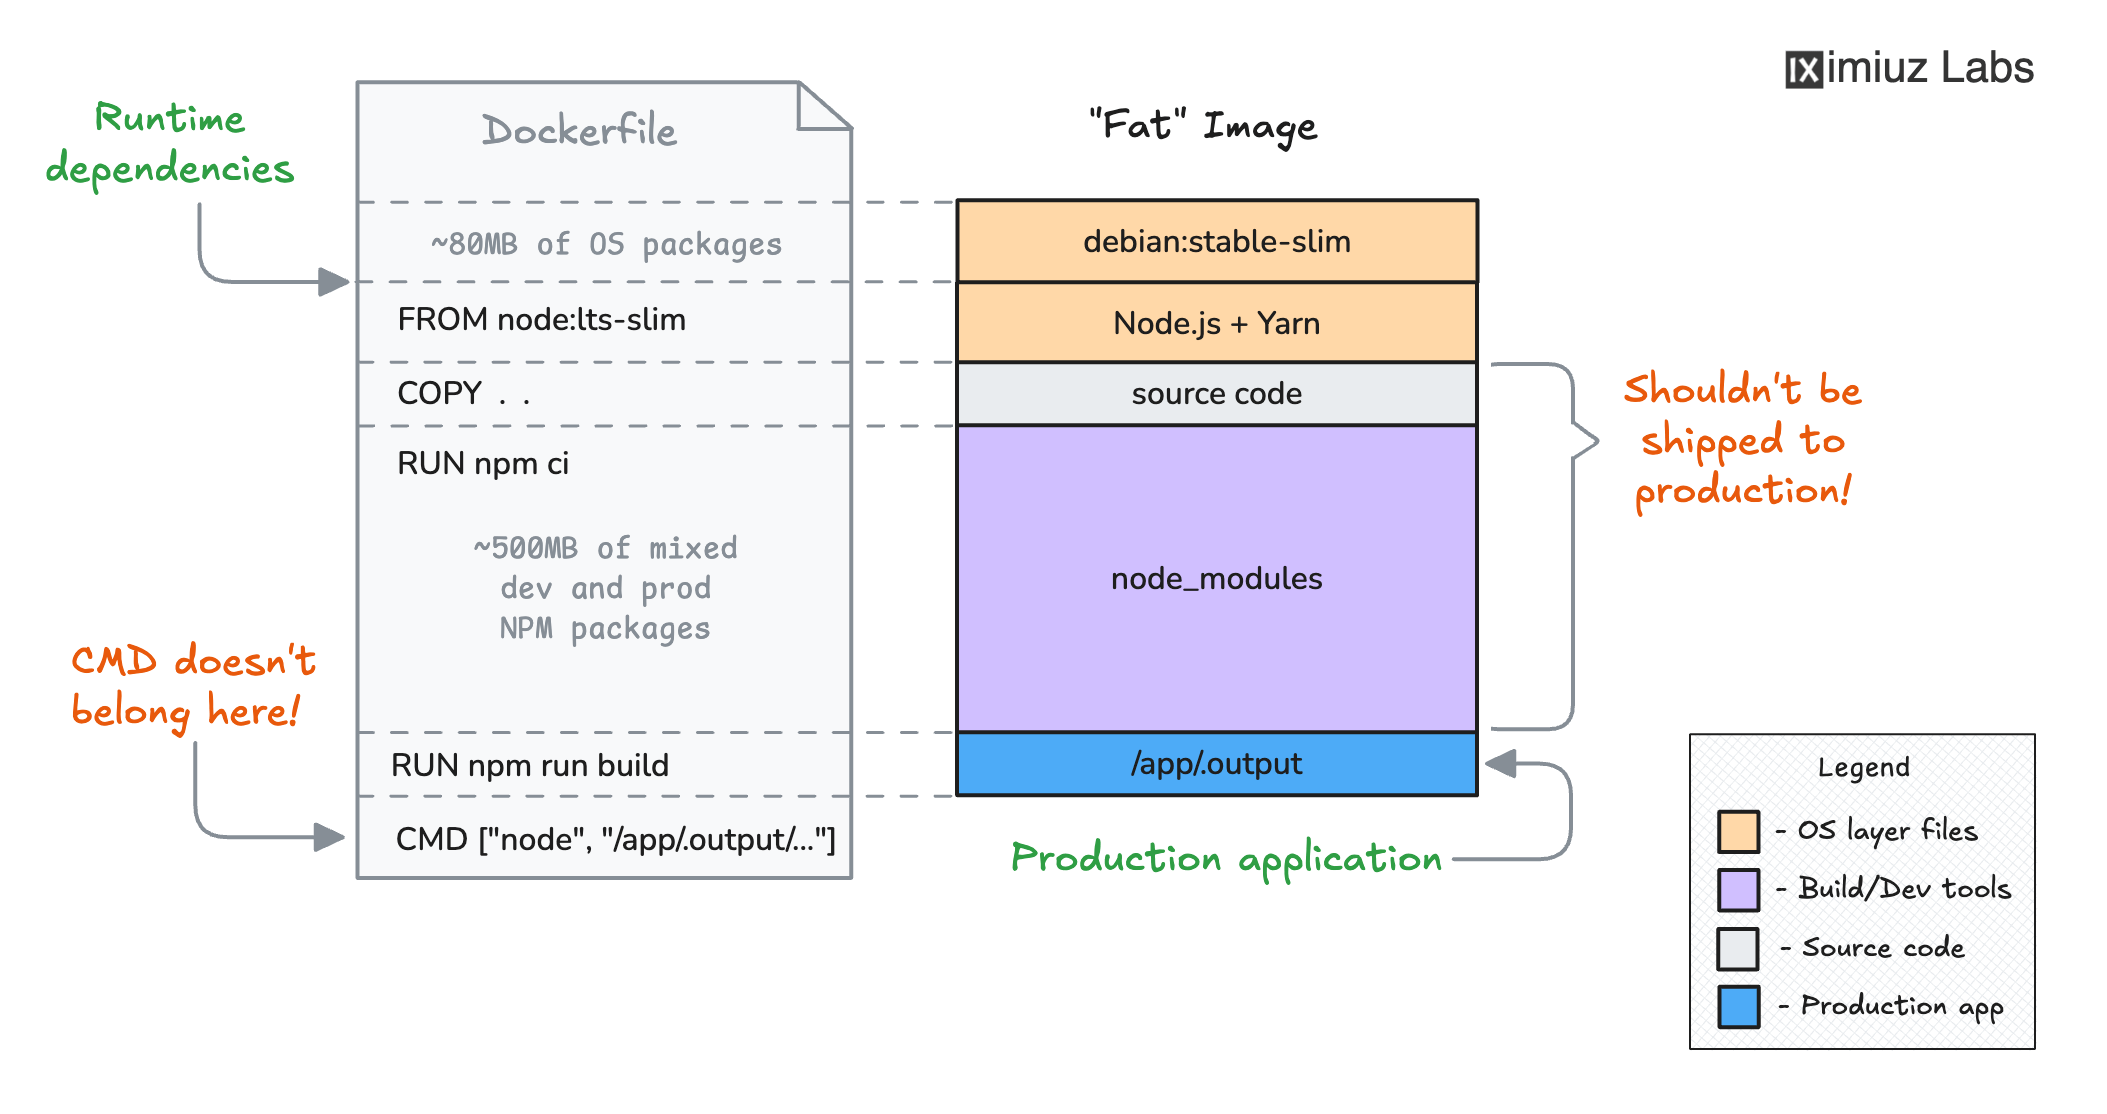 IXimiuz Labs
Runtime
dependencies
Dockerfile
"Fat" Image
~80MB of OS packages
debian:stable-slim
FROM node:lts-slim
Node.js + Yarn
COPY . .
source code
RUN npm ci
~500MB of mixed
dev and prod
NPM packages
node_modules
Shouldn't be
shipped to
production!
CMD doesn't
belong here!
RUN npm run build
/app/.output
CMD ["node", "/app/.output/..."]
Production application
Legend
- OS layer files
- Build/Dev tools
- Source code
- Production app